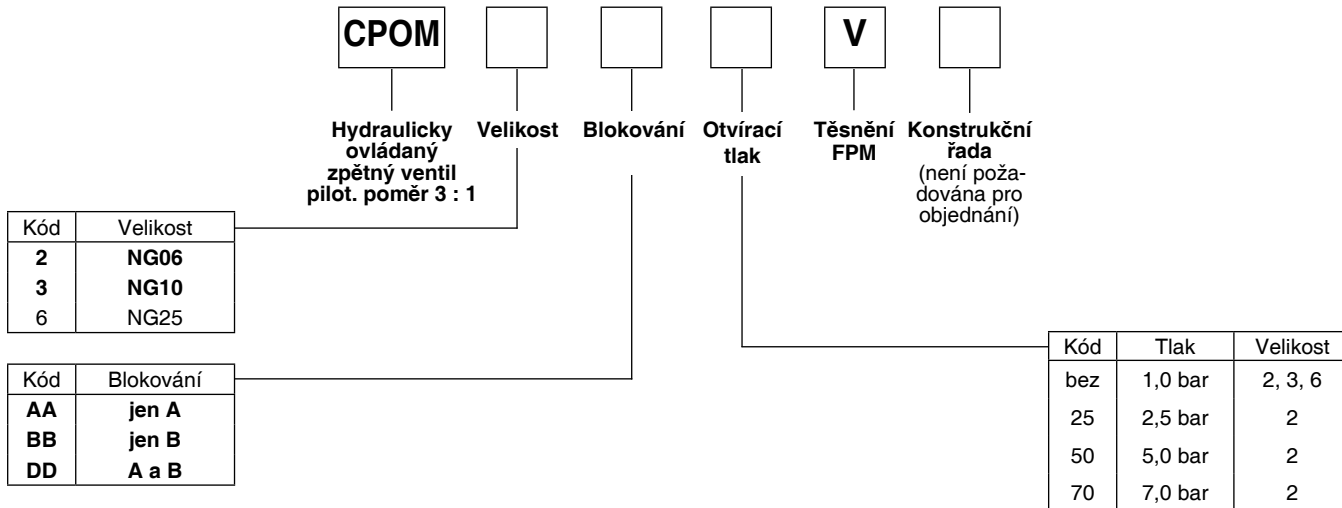 CPOM V
Hydraulicky
ovládaný
zpětný ventil
pilot. poměr 3 : 1
Velikost
Blokování
Otvírací
tlak
Těsnění
FPM
Konstrukční
řada
(není poža-
dována pro
objednání)
Kód Velikost
2 NG06
3 NG10
6 NG25
Kód Blokování
AA jen A
BB jen B
DD A a B
Kód Tlak Velikost
bez 1,0 bar 2, 3, 6
25 2,5 bar 2
50 5,0 bar 2
70 7,0 bar 2